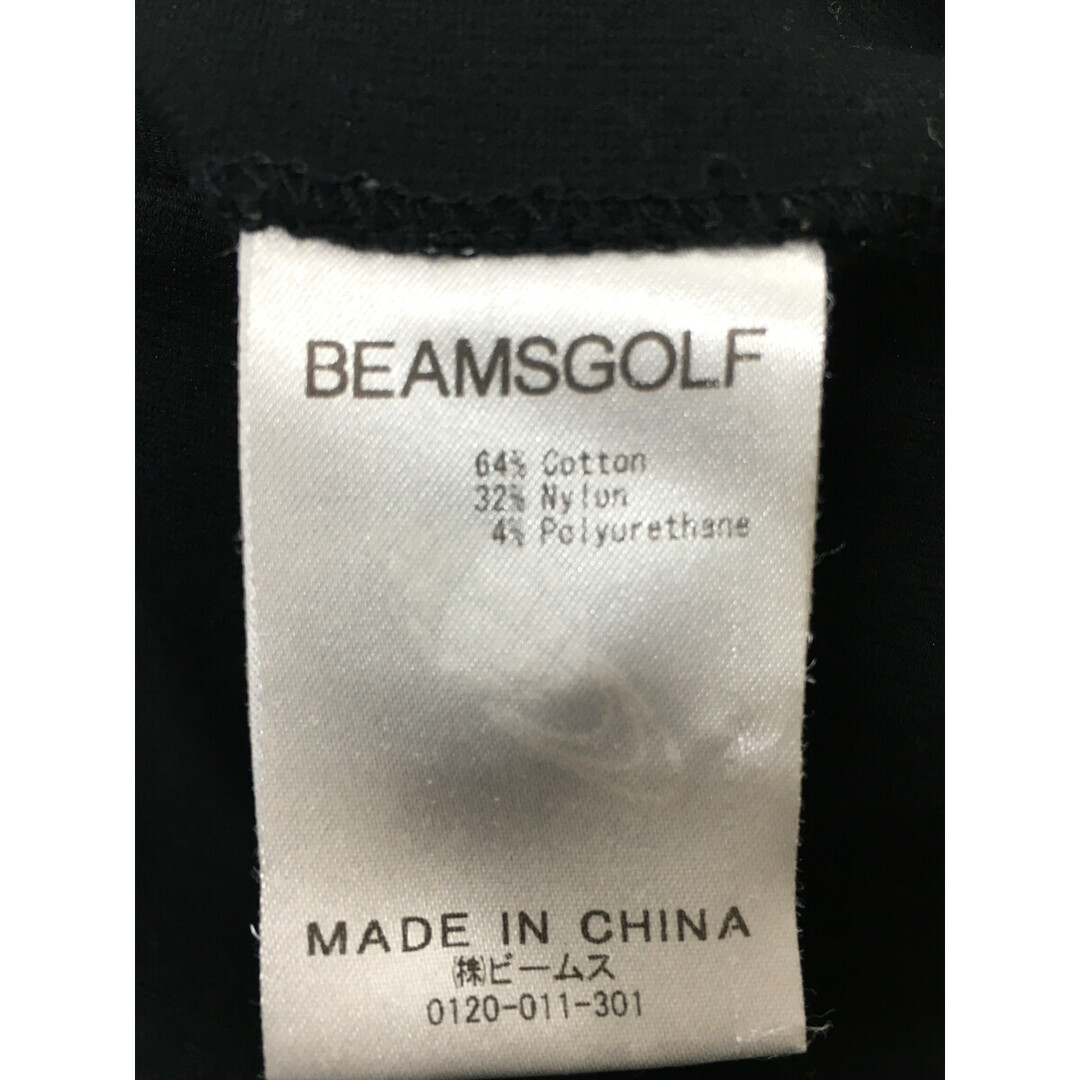 BEAMSGOLF
64% Cotton
32% Nylon
4% Polyurethane
MADE IN CHINA
㈱ビームス
0120-011-301